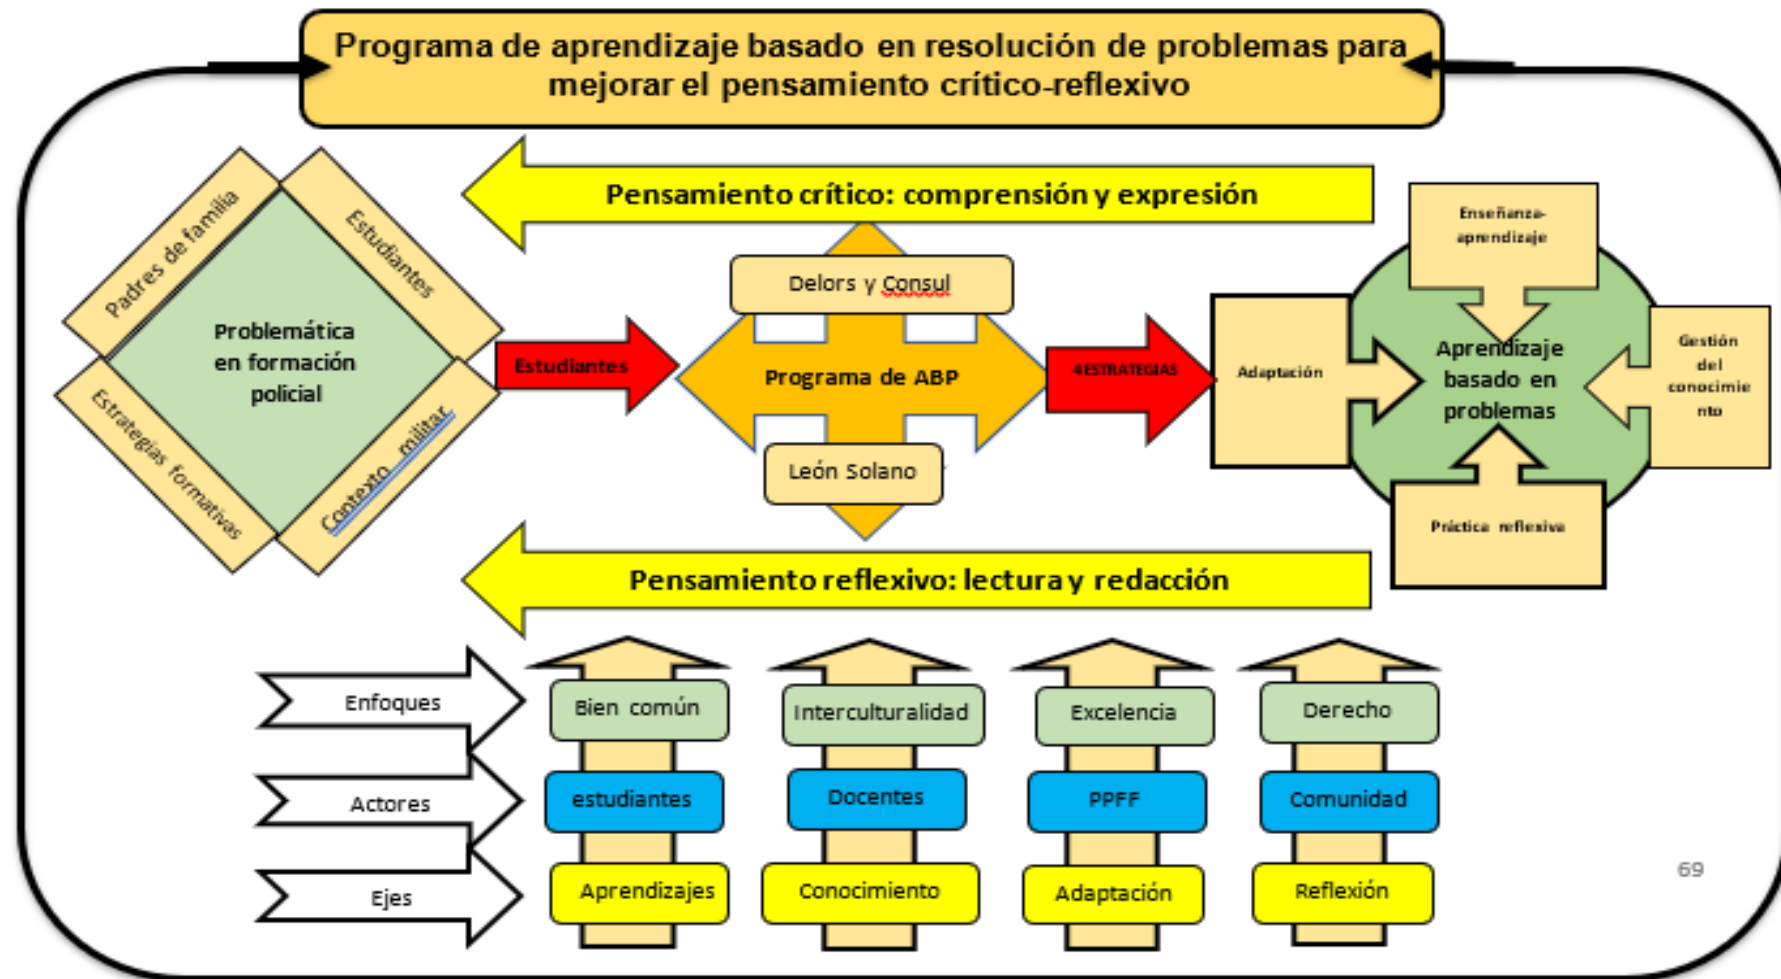 Programa de aprendizaje basado en resolución de problemas para
mejorar el pensamiento crítico-reflexivo
Pensamiento crítico: comprensión y expresión
Padres de familia
Estudiantes
Problemática
en formación
policial
Estrategias formativas
Contexto militar
Estudiantes
Delors y Consul
Programa de ABP
León Solano
4 ESTRATEGIAS
Enseñanza-
aprendizaje
Adaptación
Aprendizaje
basado en
problemas
Gestión
del
conocimie
nto
Práctica reflexiva
Pensamiento reflexivo: lectura y redacción
Enfoques
Bien común
Interculturalidad
Excelencia
Derecho
Actores
estudiantes
Docentes
PPFF
Comunidad
Ejes
Aprendizajes
Conocimiento
Adaptación
Reflexión
69